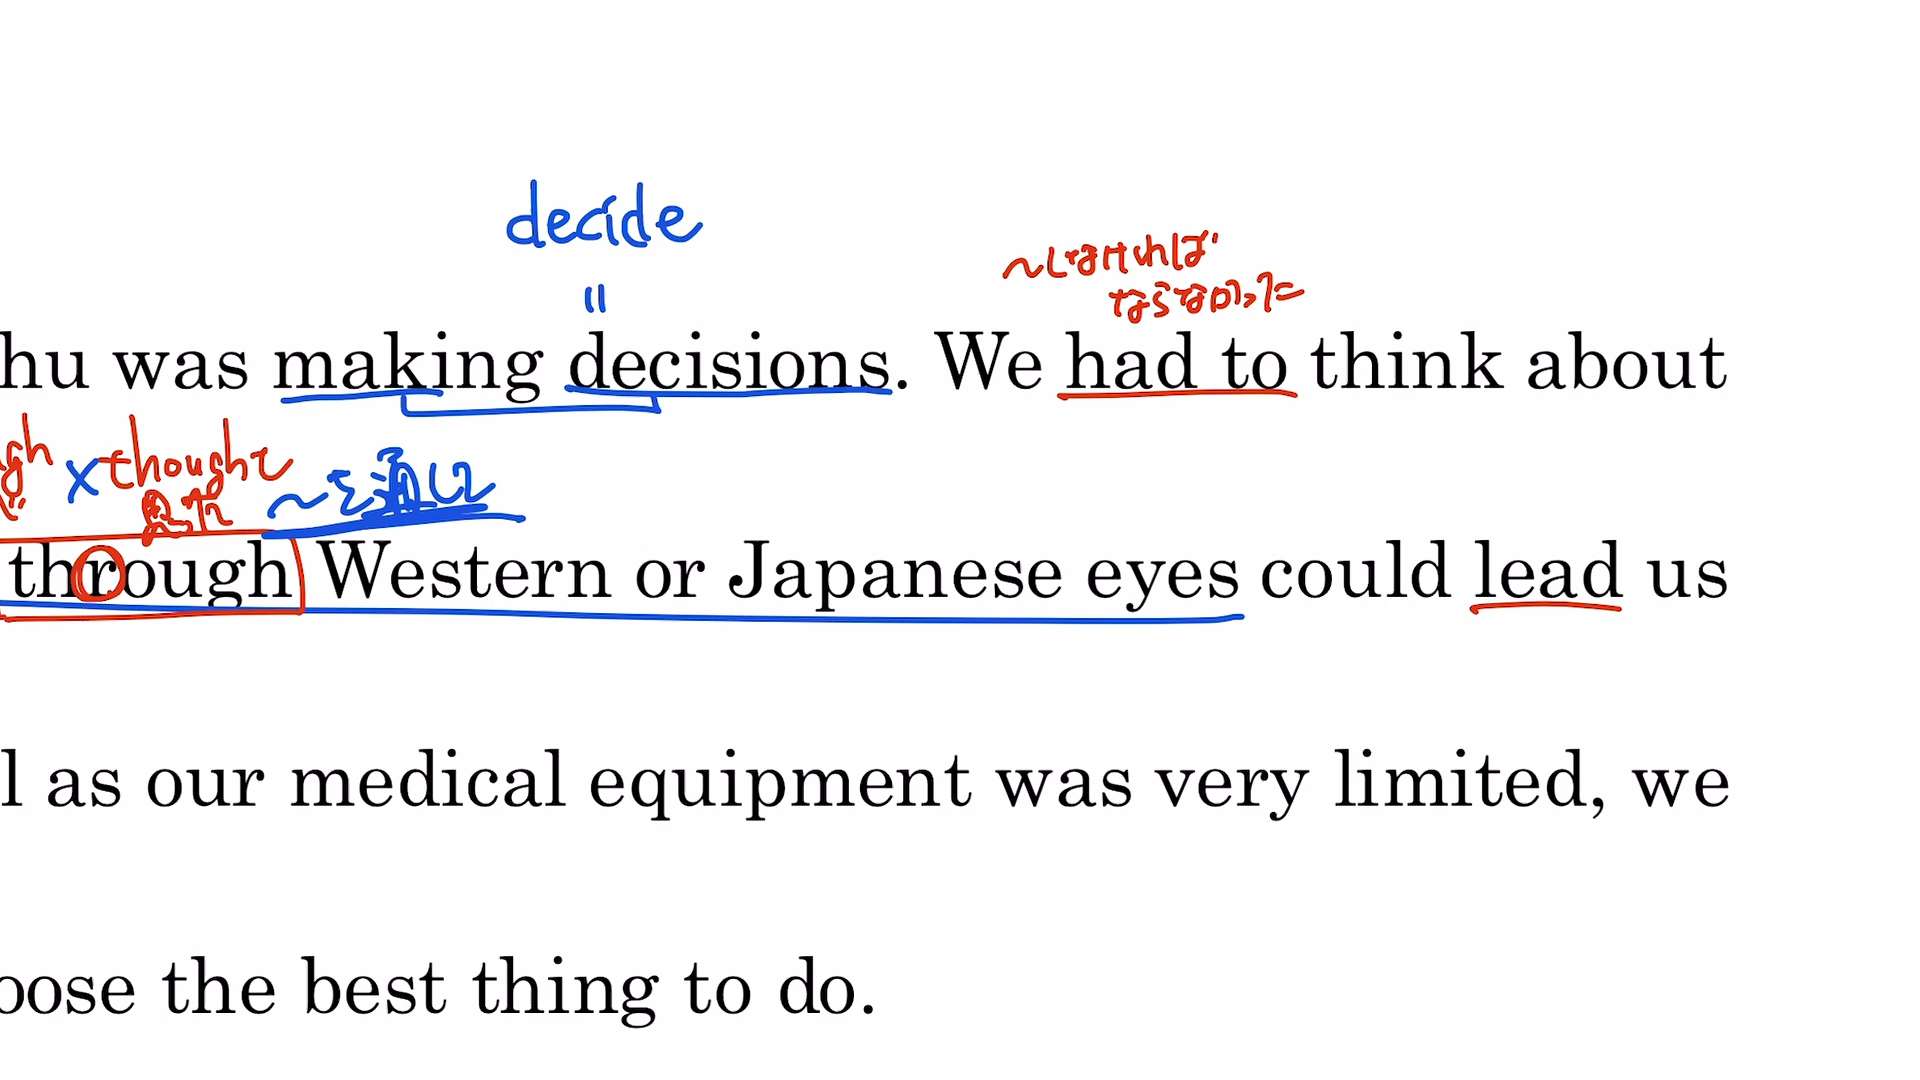 decide
〃
～しなければ
ならなかった
hu was making decisions. We had to think about
gh × thought
～を通して
through Western or Japanese eyes could lead us
l as our medical equipment was very limited, we
oose the best thing to do.